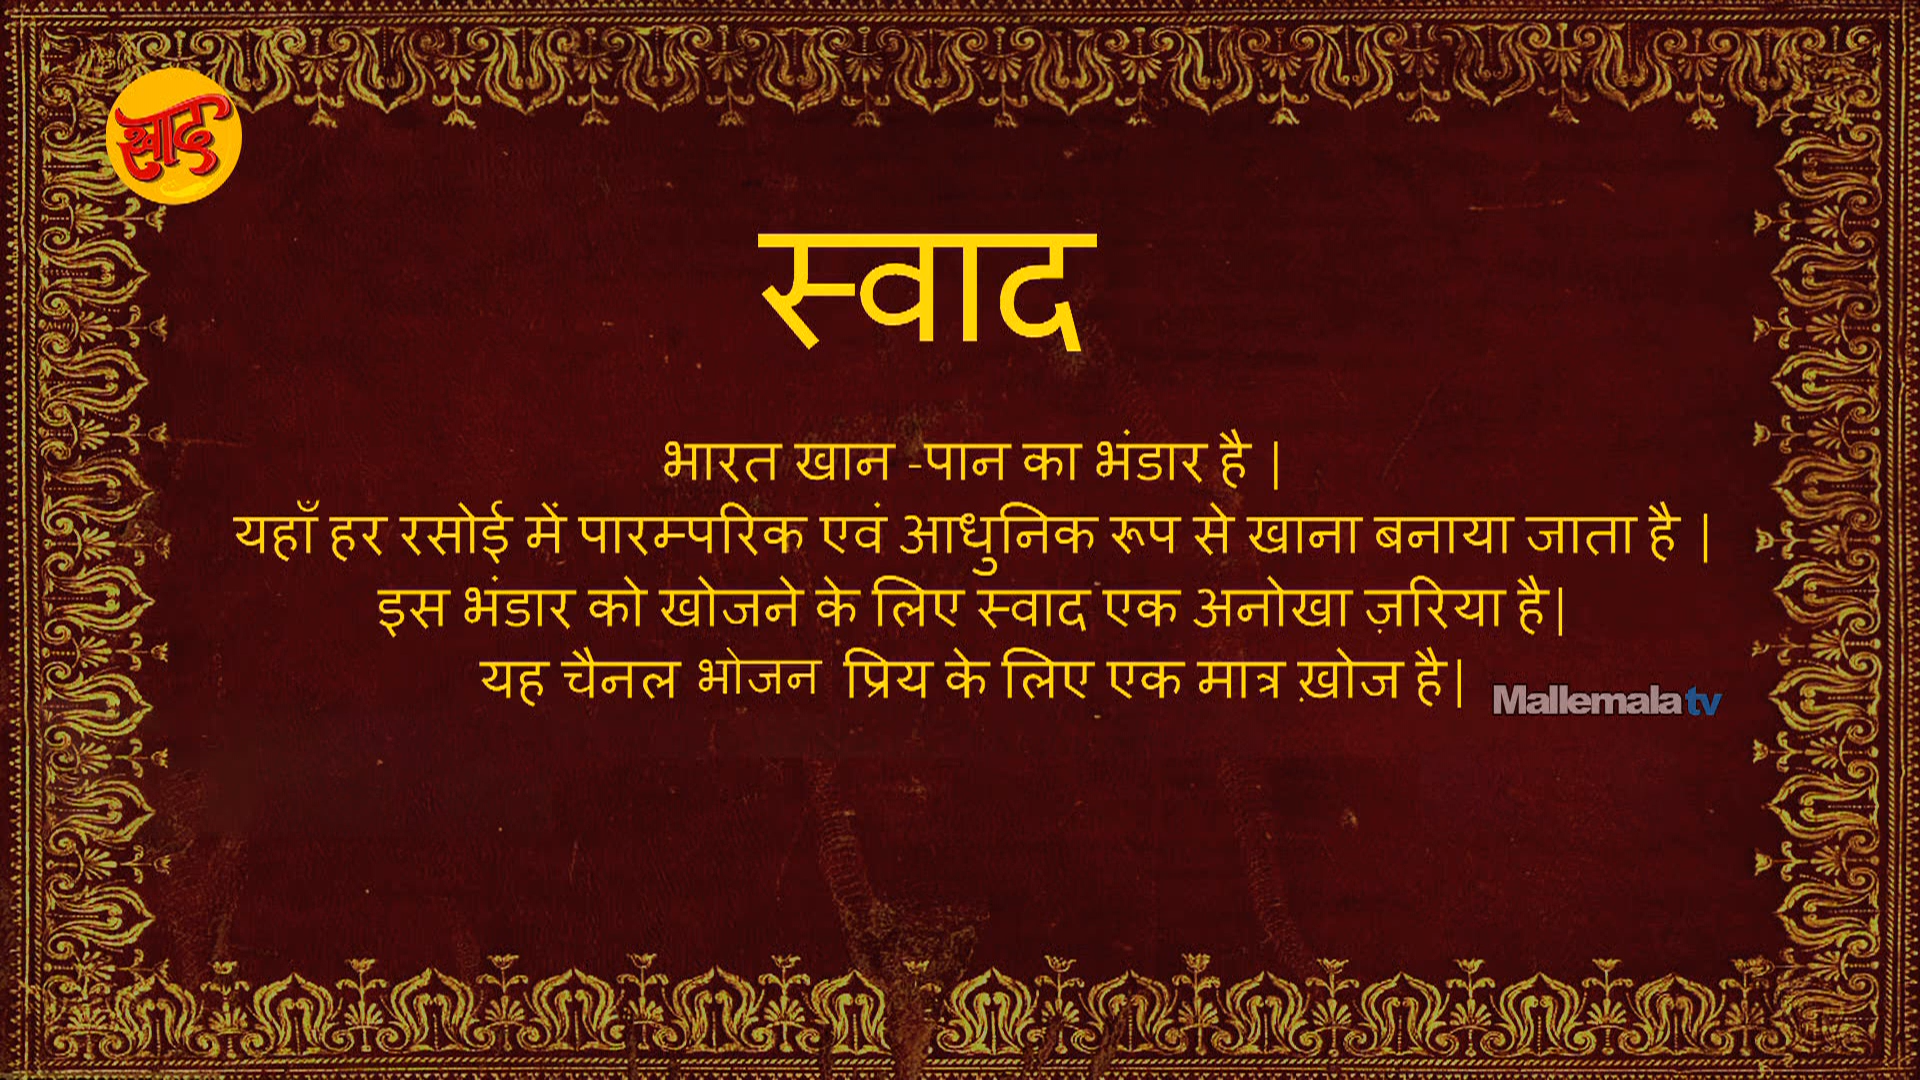 स्वाद
स्वाद
भारत खान -पान का भंडार है |
यहाँ हर रसोई में पारम्परिक एवं आधुनिक रूप से खाना बनाया जाता है |
इस भंडार को खोजने के लिए स्वाद एक अनोखा ज़रिया है|
यह चैनल भोजन प्रिय के लिए एक मात्र ख़ोज है|
Mallemalatv